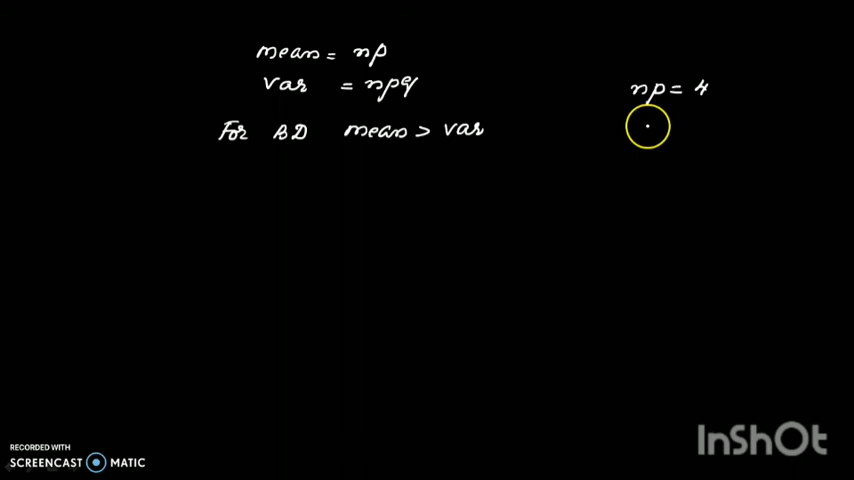 mean = np
var = npq
np = 4
For BD mean > var
RECORDED WITH
SCREENCAST MATIC
InShOt